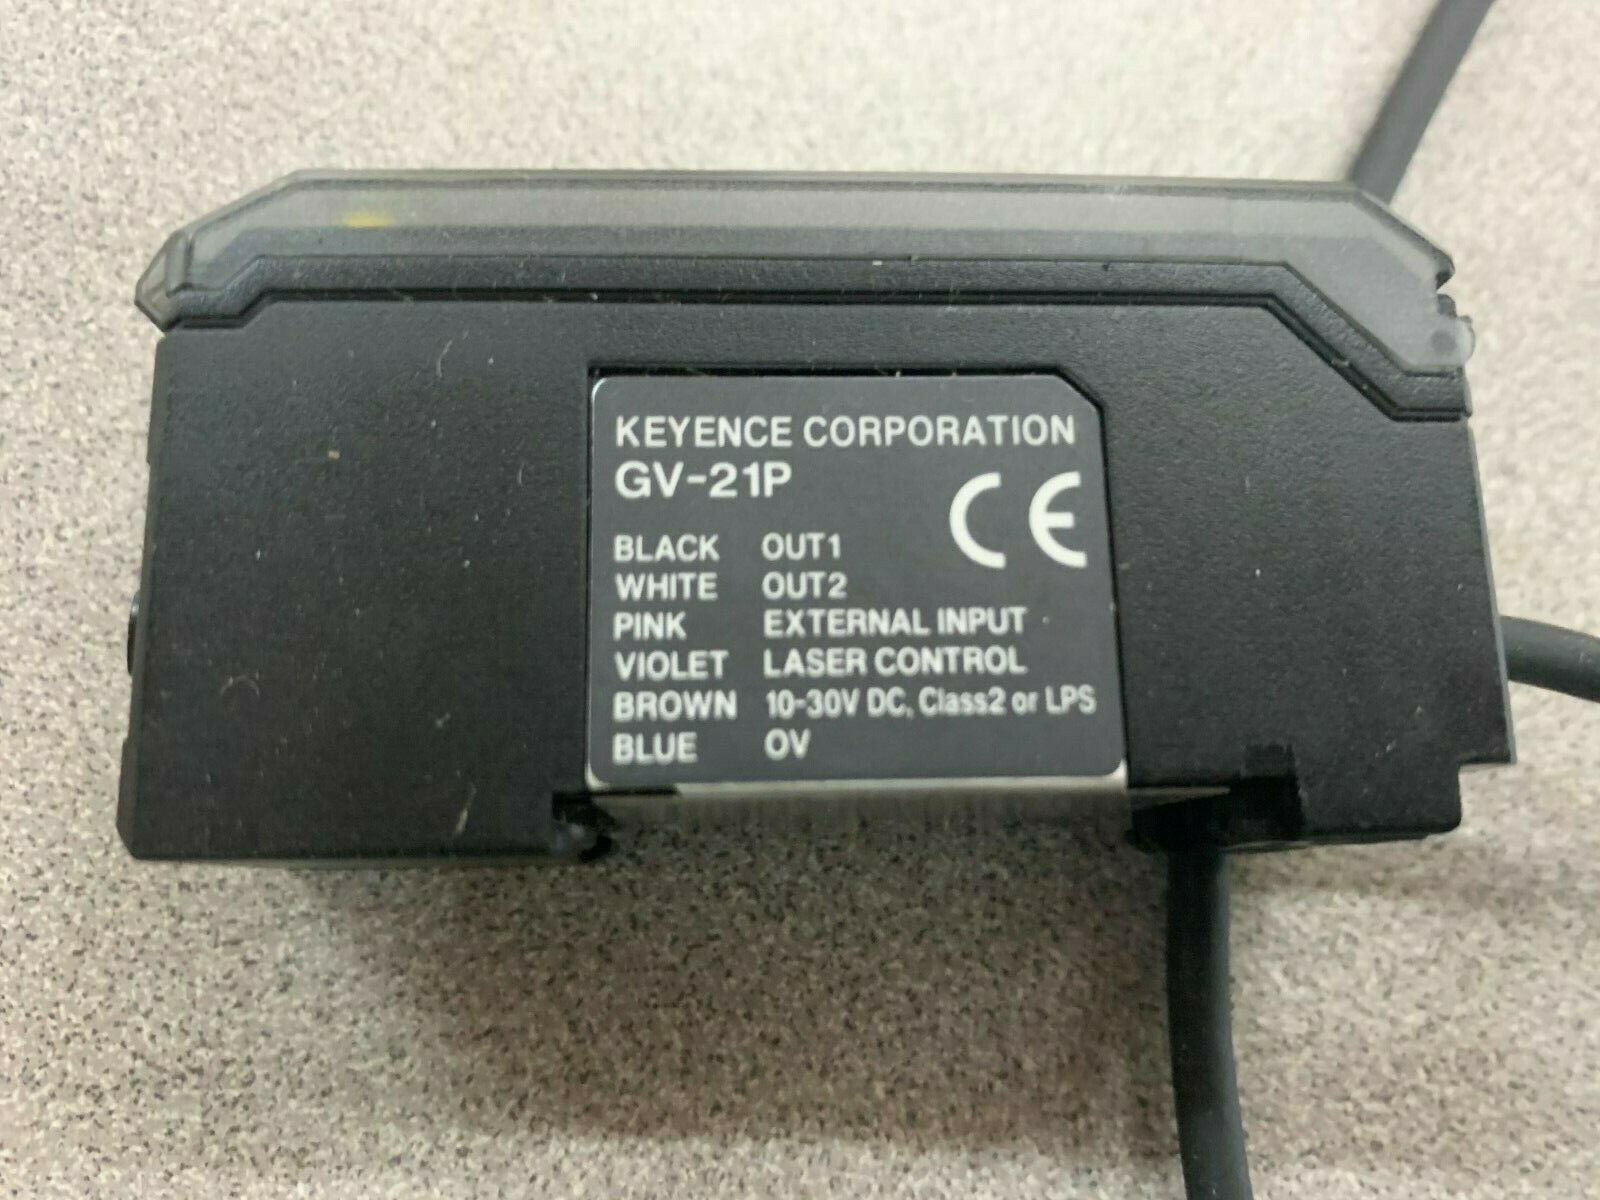 KEYENCE CORPORATION
GV-21P
CE
BLACK OUT1
WHITE OUT2
PINK EXTERNAL INPUT
VIOLET LASER CONTROL
BROWN 10-30V DC, Class2 or LPS
BLUE 0V